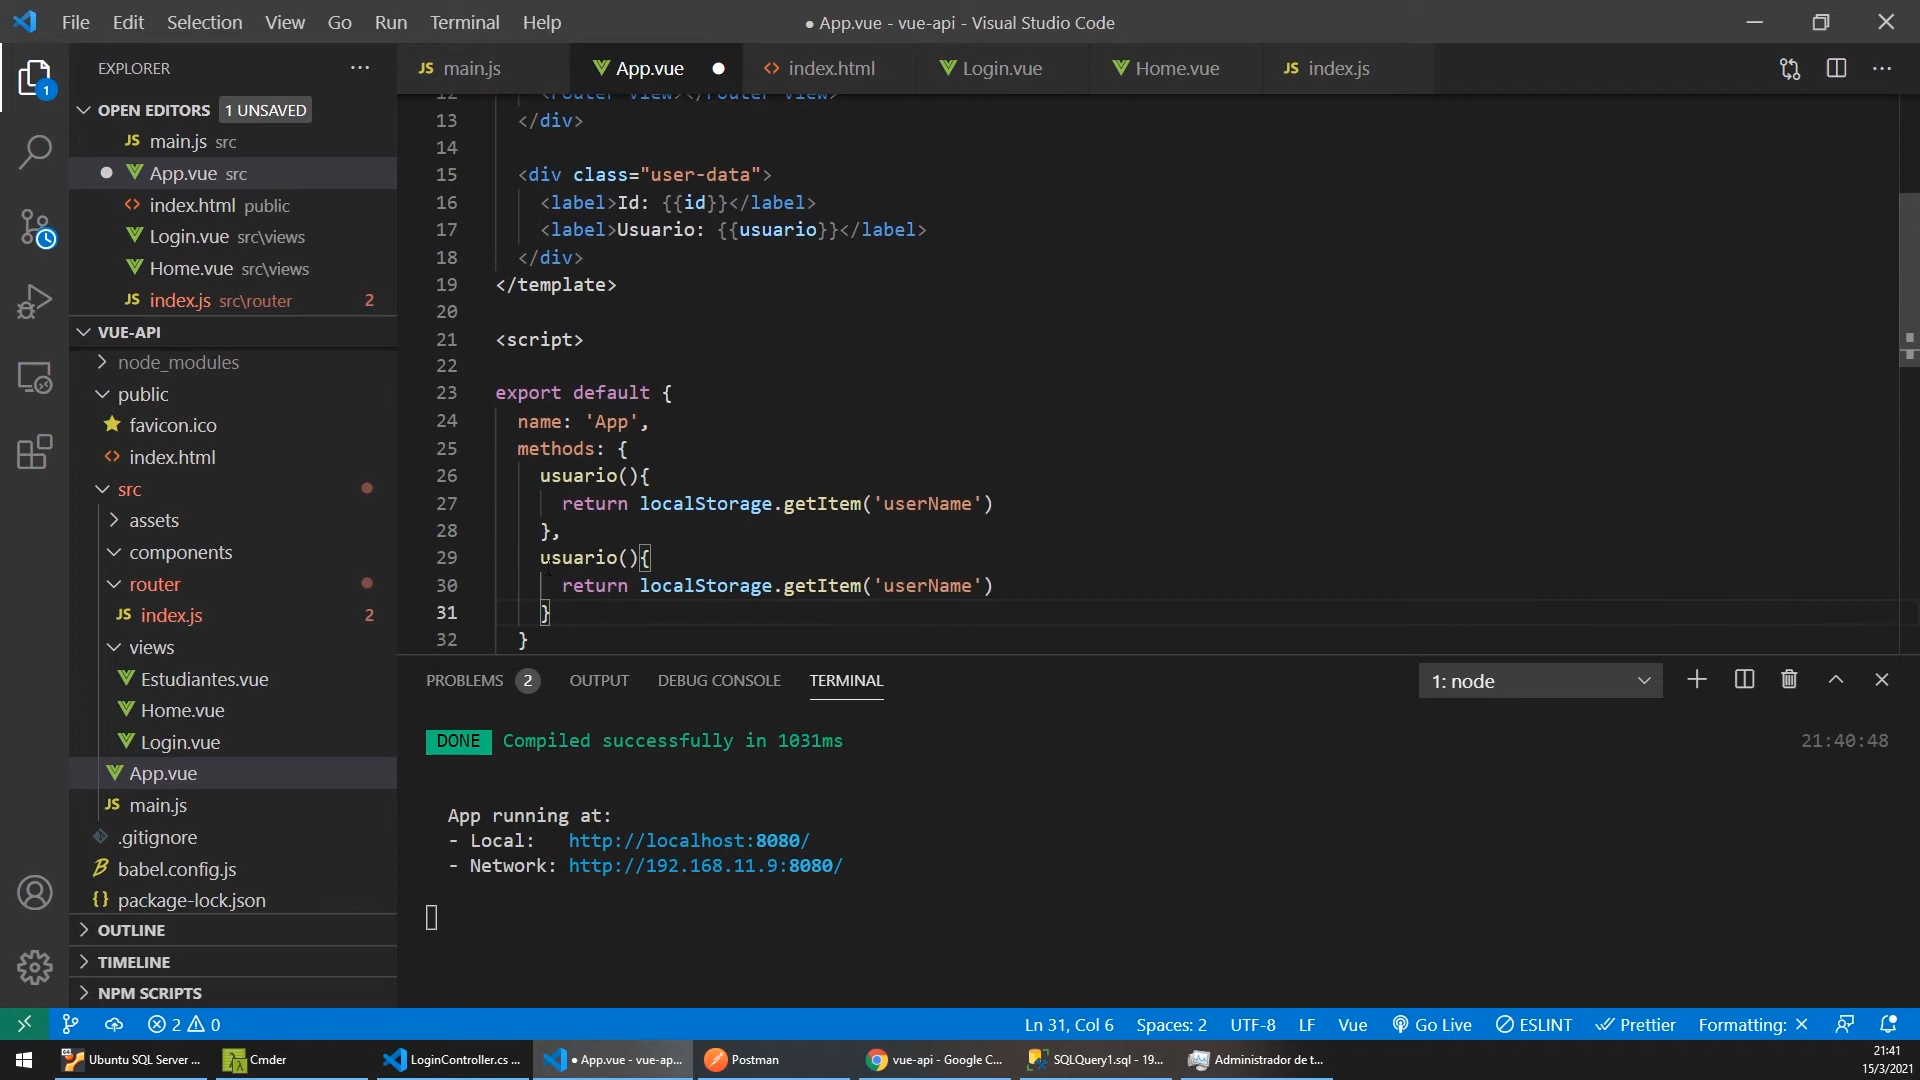 File Edit Selection View Go Run Terminal Help
● App.vue - vue-api - Visual Studio Code
EXPLORER
main.js App.vue index.html Login.vue Home.vue index.js
OPEN EDITORS 1 UNSAVED
main.js src
App.vue src
index.html public
Login.vue src\views
Home.vue src\views
index.js src\router 2
VUE-API
node_modules
public
favicon.ico
index.html
src
assets
components
router
index.js 2
views
Estudiantes.vue
Home.vue
Login.vue
App.vue
main.js
.gitignore
babel.config.js
package-lock.json
OUTLINE
TIMELINE
NPM SCRIPTS
12 <router-view></router-view>
13 </div>
14
15 <div class="user-data">
16 <label>Id: {{id}}</label>
17 <label>Usuario: {{usuario}}</label>
18 </div>
19 </template>
20
21 <script>
22
23 export default {
24 name: 'App',
25 methods: {
26 usuario(){
27 return localStorage.getItem('userName')
28 },
29 usuario(){
30 return localStorage.getItem('userName')
31 }
32 }
PROBLEMS 2 OUTPUT DEBUG CONSOLE TERMINAL
1: node
DONE Compiled successfully in 1031ms 21:40:48
App running at:
- Local: http://localhost:8080/
- Network: http://192.168.11.9:8080/
2 0
Ln 31, Col 6 Spaces: 2 UTF-8 LF Vue Go Live ESLINT Prettier Formatting: ✕
Ubuntu SQL Server ... Cmder LoginController.cs ... ● App.vue - vue-ap... Postman vue-api - Google C... SQLQuery1.sql - 19... Administrador de t...
21:41
15/3/2021